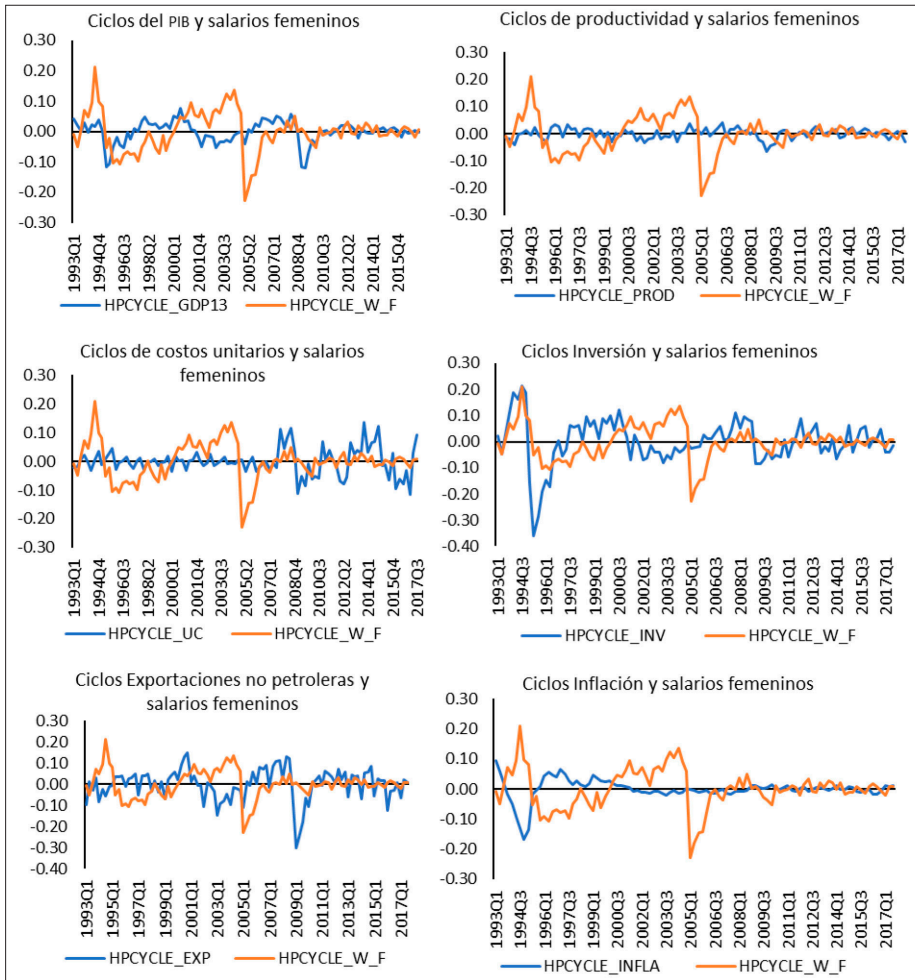 Ciclos del PIB y salarios femeninos
0.30
0.20
0.10
0.00
-0.10
-0.20
-0.30
1993Q1
1994Q4
1996Q3
1998Q2
2000Q1
2001Q4
2003Q3
2005Q2
2007Q1
2008Q4
2010Q3
2012Q2
2014Q1
2015Q4
HPCYCLE_GDP13 HPCYCLE_W_F
Ciclos de productividad y salarios femeninos
0.30
0.20
0.10
0.00
-0.10
-0.20
-0.30
1993Q1
1994Q3
1996Q1
1997Q3
1999Q1
2000Q3
2002Q1
2003Q3
2005Q1
2006Q3
2008Q1
2009Q3
2011Q1
2012Q3
2014Q1
2015Q3
2017Q1
HPCYCLE_PROD HPCYCLE_W_F
Ciclos de costos unitarios y salarios
femeninos
0.30
0.20
0.10
0.00
-0.10
-0.20
-0.30
1993Q1
1994Q4
1996Q3
1998Q2
2000Q1
2001Q4
2003Q3
2005Q2
2007Q1
2008Q4
2010Q3
2012Q2
2014Q1
2015Q4
2017Q3
HPCYCLE_UC HPCYCLE_W_F
Ciclos Inversión y salarios femeninos
0.30
0.20
0.10
0.00
-0.10
-0.20
-0.30
-0.40
1993Q1
1994Q3
1996Q1
1997Q3
1999Q1
2000Q3
2002Q1
2003Q3
2005Q1
2006Q3
2008Q1
2009Q3
2011Q1
2012Q3
2014Q1
2015Q3
2017Q1
HPCYCLE_INV HPCYCLE_W_F
Ciclos Exportaciones no petroleras y
salarios femeninos
0.30
0.20
0.10
0.00
-0.10
-0.20
-0.30
-0.40
1993Q1
1995Q1
1997Q1
1999Q1
2001Q1
2003Q1
2005Q1
2007Q1
2009Q1
2011Q1
2013Q1
2015Q1
2017Q1
HPCYCLE_EXP HPCYCLE_W_F
Ciclos Inflación y salarios femeninos
0.30
0.20
0.10
0.00
-0.10
-0.20
-0.30
1993Q1
1994Q3
1996Q1
1997Q3
1999Q1
2000Q3
2002Q1
2003Q3
2005Q1
2006Q3
2008Q1
2009Q3
2011Q1
2012Q3
2014Q1
2015Q3
2017Q1
HPCYCLE_INFLA HPCYCLE_W_F